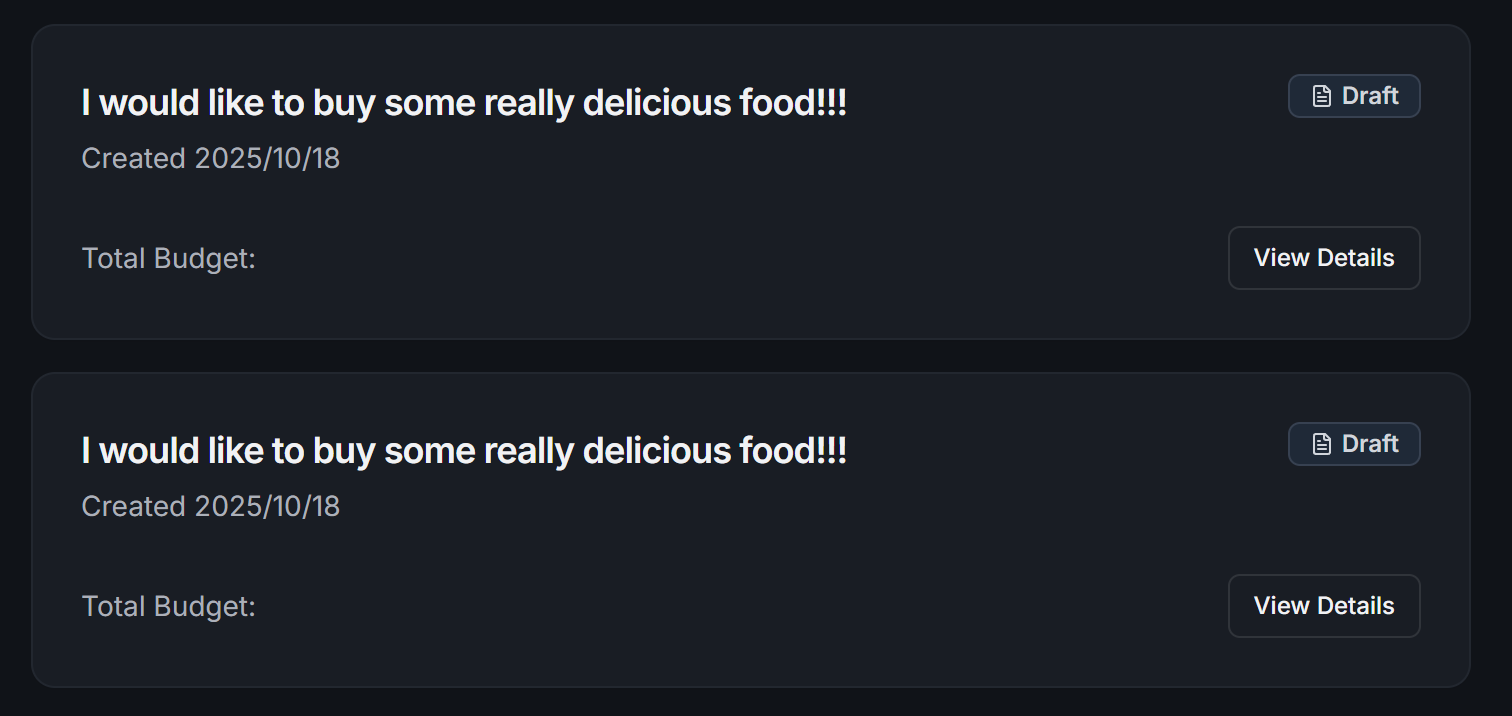 I would like to buy some really delicious food!!!
Draft
Created 2025/10/18
Total Budget:
View Details
I would like to buy some really delicious food!!!
Draft
Created 2025/10/18
Total Budget:
View Details